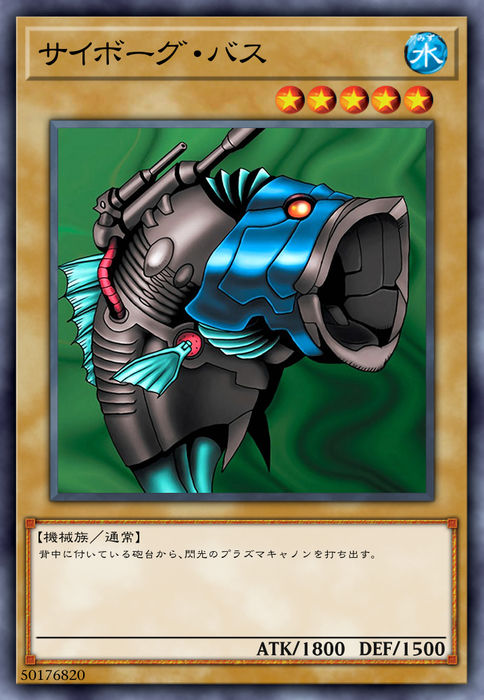 サイボーグ・バス
みず
水
【機械族／通常】
背中に付いている砲台から、閃光のプラズマキャノンを打ち出す。
ATK/1800 DEF/1500
50176820